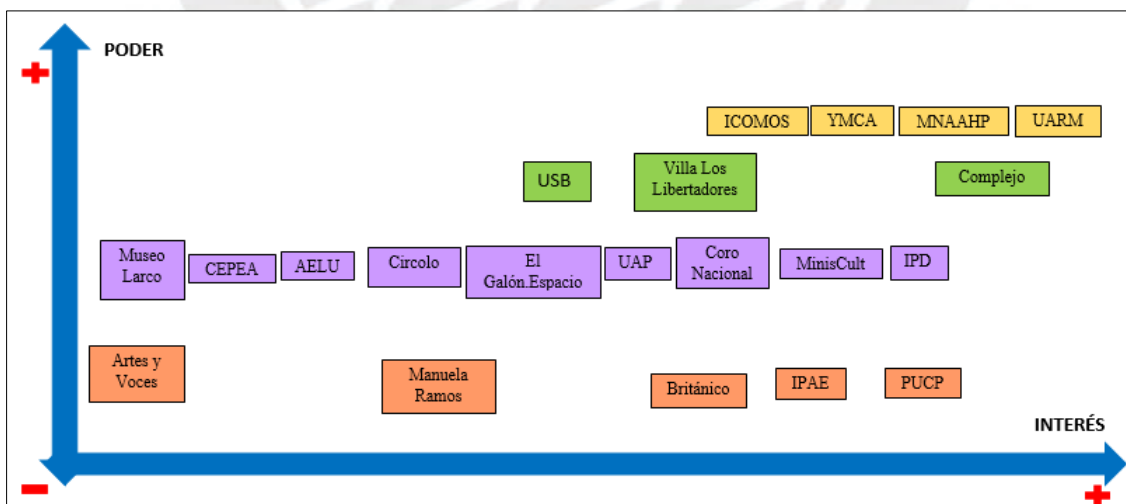 PODER
ICOMOS
YMCA
MNAAHP
UARM
USB
Villa Los
Libertadores
Complejo
Museo
Larco
CEPEA
AELU
Circolo
El
Galón.Espacio
UAP
Coro
Nacional
MinisCult
IPD
Artes y
Voces
Manuela
Ramos
Británico
IPAE
PUCP
INTERÉS